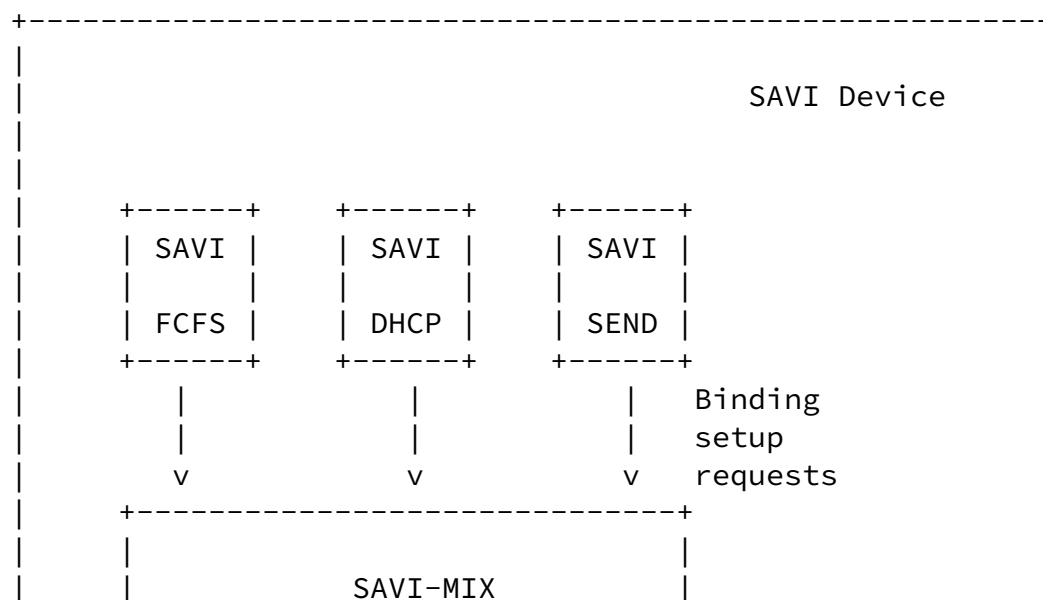 SAVI Device
SAVI SAVI SAVI
FCFS DHCP SEND
Binding
setup
v v v requests
SAVI-MIX